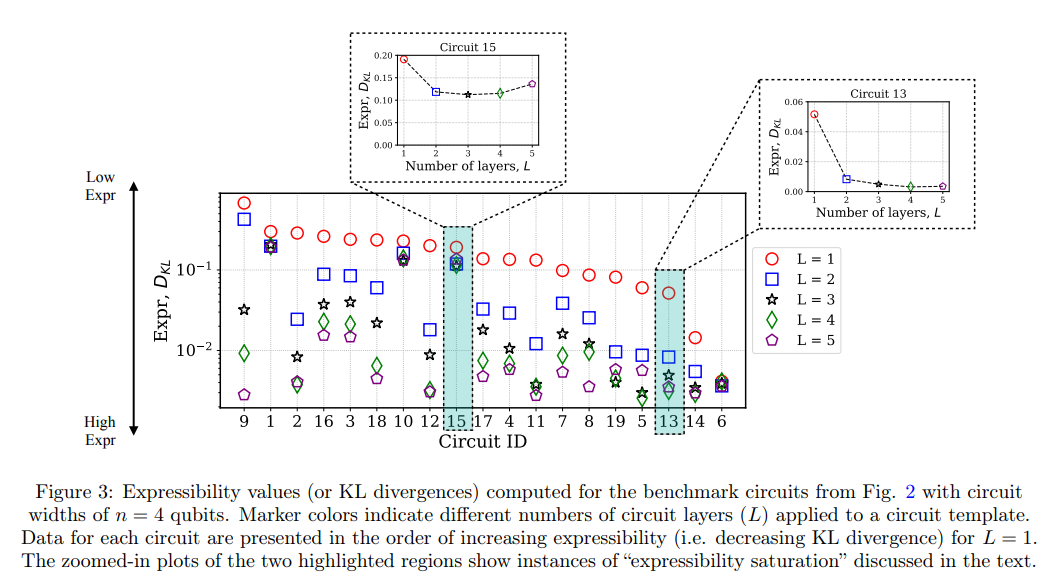 Circuit 15
0.20
0.15
0.10
0.05
0.00
Expr, D_KL
1 2 3 4 5
Number of layers, L
Circuit 13
0.06
0.04
0.02
0.00
Expr, D_KL
1 2 3 4 5
Number of layers, L
Low
Expr
High
Expr
Expr, D_KL
10⁻¹
10⁻²
9 1 2 16 3 18 10 12 15 17 4 11 7 8 19 5 13 14 6
Circuit ID
L = 1
L = 2
L = 3
L = 4
L = 5
Figure 3: Expressibility values (or KL divergences) computed for the benchmark circuits from Fig. 2 with circuit
widths of n = 4 qubits. Marker colors indicate different numbers of circuit layers (L) applied to a circuit template.
Data for each circuit are presented in the order of increasing expressibility (i.e. decreasing KL divergence) for L = 1.
The zoomed-in plots of the two highlighted regions show instances of “expressibility saturation” discussed in the text.